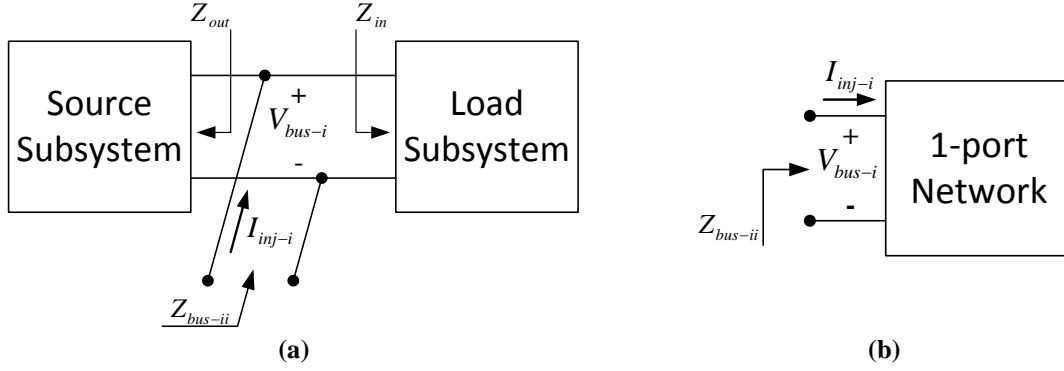 Z_out
Z_in
Source
Subsystem
+
V_bus-i
-
Load
Subsystem
I_inj-i
Z_bus-ii
(a)
I_inj-i
+
V_bus-i
-
1-port
Network
Z_bus-ii
(b)